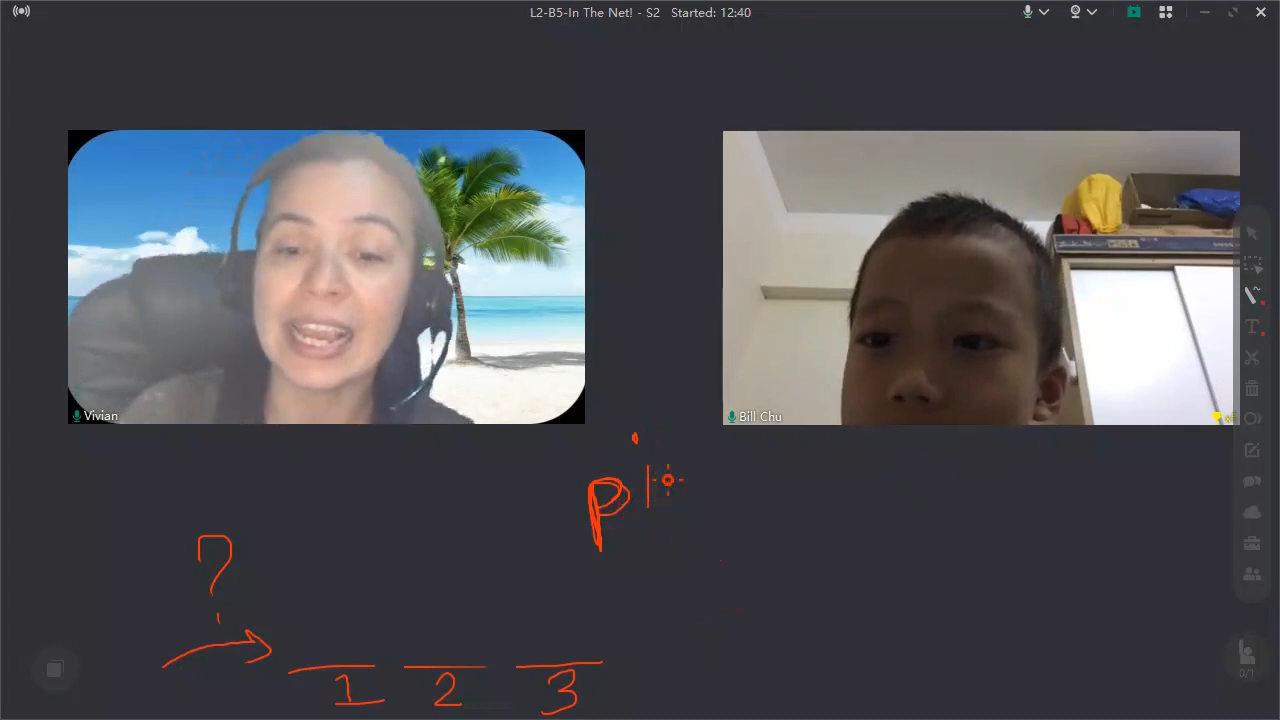 L2-B5-In The Net! - S2 Started: 12:40
Vivian
Bill Chu
p
?
1 2 3
0/1